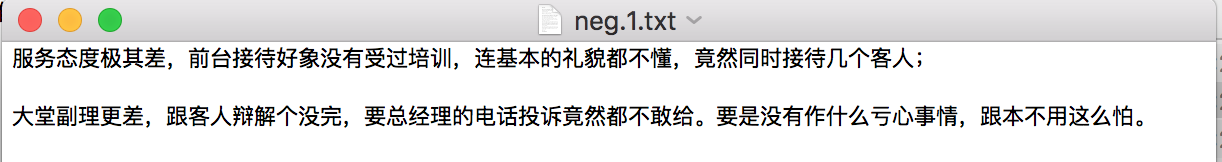 neg.1.txt
服务态度极其差，前台接待好象没有受过培训，连基本的礼貌都不懂，竟然同时接待几个客人；
大堂副理更差，跟客人辩解个没完，要总经理的电话投诉竟然都不敢给。要是没有作什么亏心事情，跟本不用这么怕。